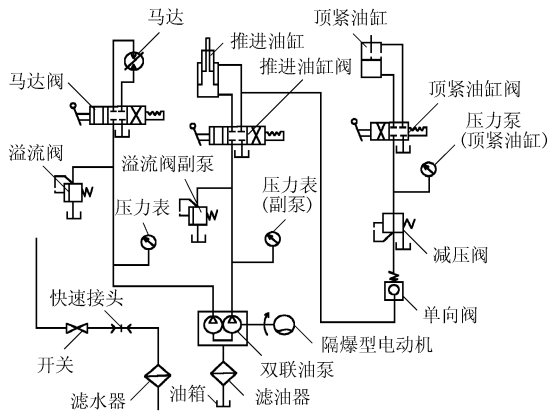 马达
推进油缸
顶紧油缸
推进油缸阀
马达阀
顶紧油缸阀
压力泵
(顶紧油缸)
溢流阀
溢流阀副泵
压力表
压力表
(副泵)
减压阀
快速接头
单向阀
隔爆型电动机
开关
双联油泵
滤水器
油箱
滤油器